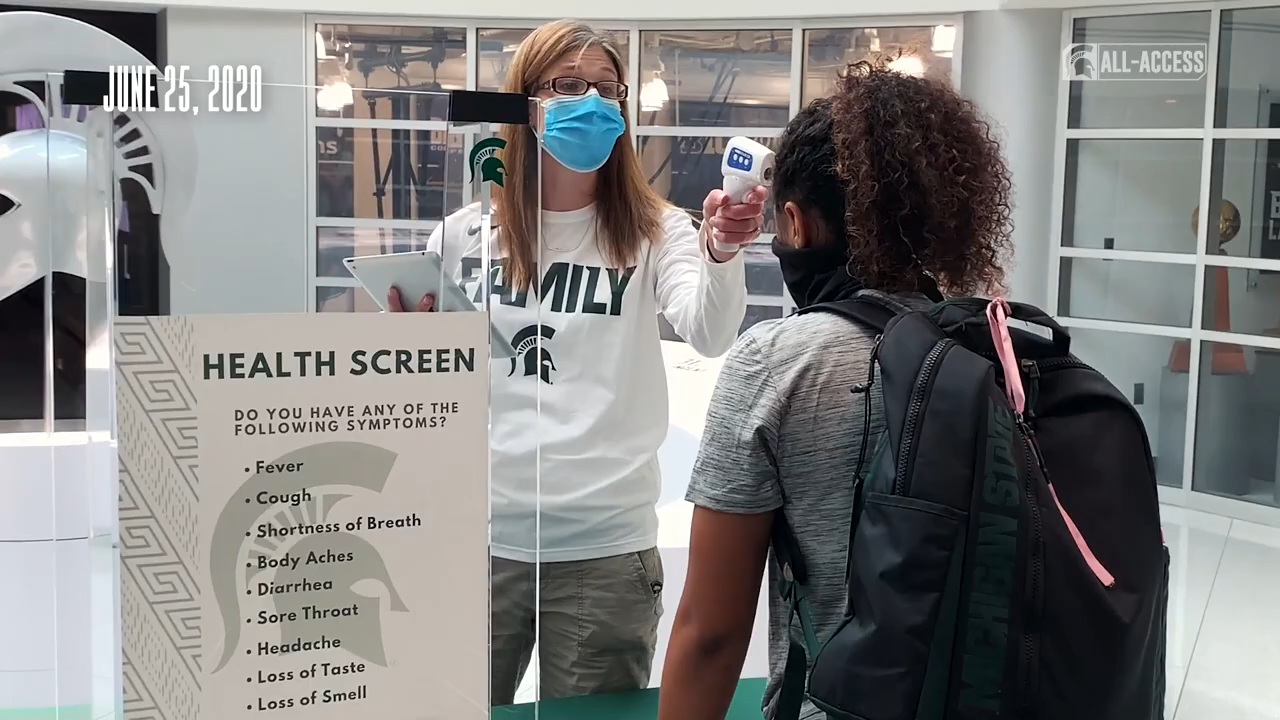 JUNE 25, 2020
ALL-ACCESS
FAMILY
HEALTH SCREEN
DO YOU HAVE ANY OF THE
FOLLOWING SYMPTOMS?
• Fever
• Cough
• Shortness of Breath
• Body Aches
• Diarrhea
• Sore Throat
• Headache
• Loss of Taste
• Loss of Smell
MICHIGAN STATE